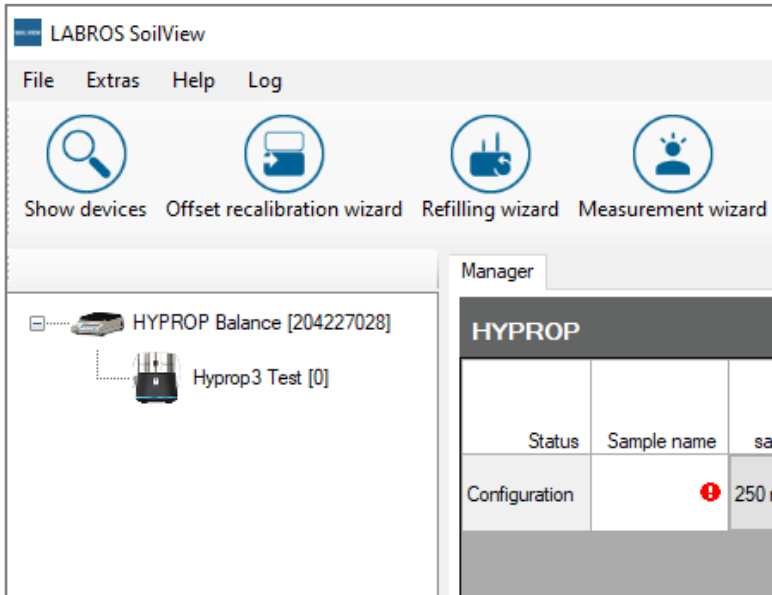 LABROS SoilView
File Extras Help Log
Show devices Offset recalibration wizard Refilling wizard Measurement wizard
Manager
HYPROP Balance [204227028]
HYPROP
Hyprop3 Test [0]
Status Sample name sa
Configuration 250